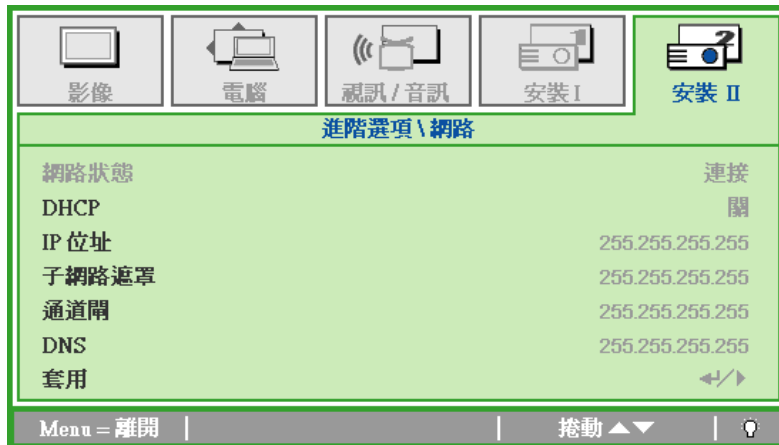 影像 電腦 視訊 / 音訊 安裝 I 安裝 II
進階選項 \ 網路
網路狀態 連接
DHCP 關
IP 位址 255.255.255.255
子網路遮罩 255.255.255.255
通道閘 255.255.255.255
DNS 255.255.255.255
套用
Menu = 離開 捲動